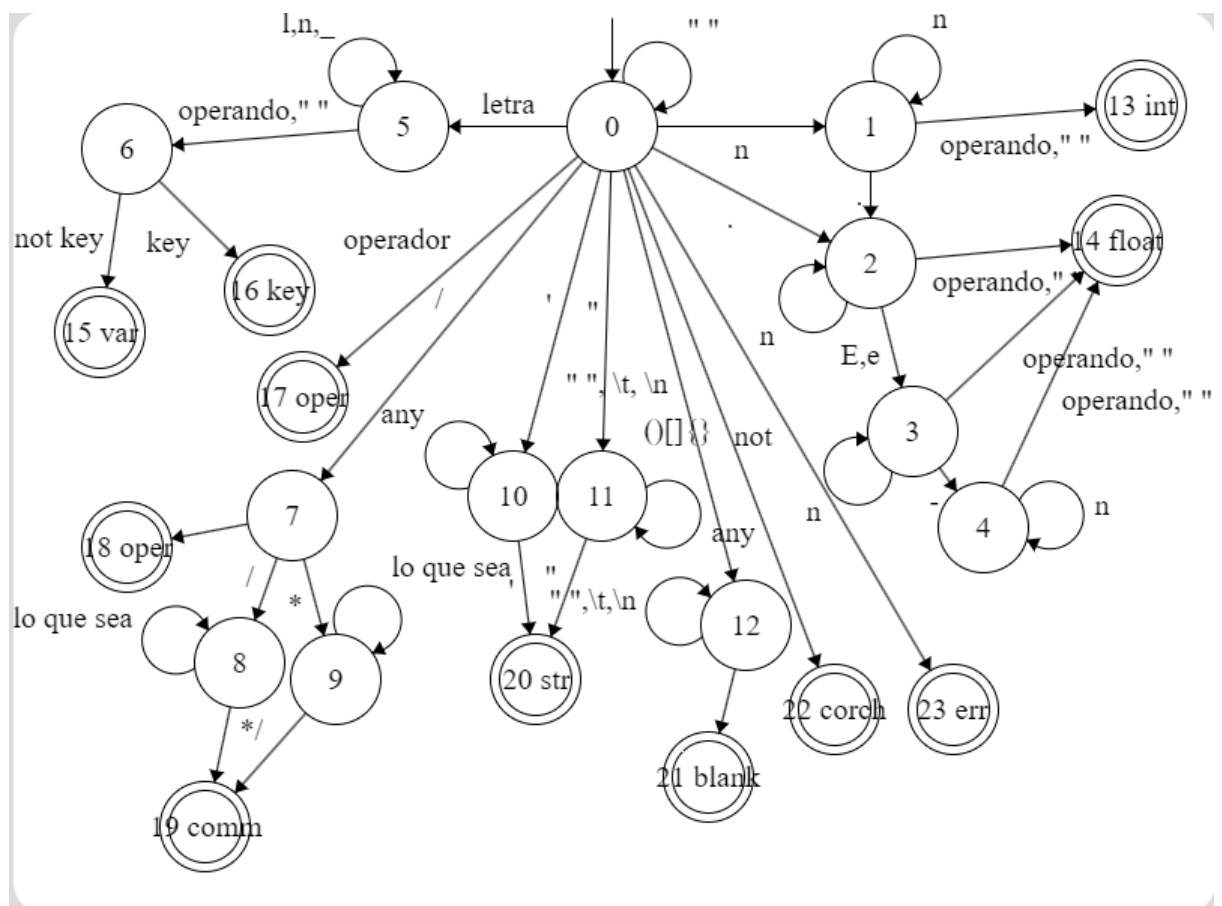 l,n,_
" "
n
operando," "
letra
5
0
1
13 int
6
n
operando," "
.
.
not key
key
operador
2
14 float
16 key
/
'
"
operando,"
15 var
n
E,e
17 oper
any
" ", \t, \n
operando," "
operando," "
()[]{}
not
3
10
11
-
n
7
n
4
18 oper
any
/
*
lo que sea
'
"
" ",\t,\n
lo que sea
12
8
9
20 str
22 corch
23 err
*/
21 blank
19 comm